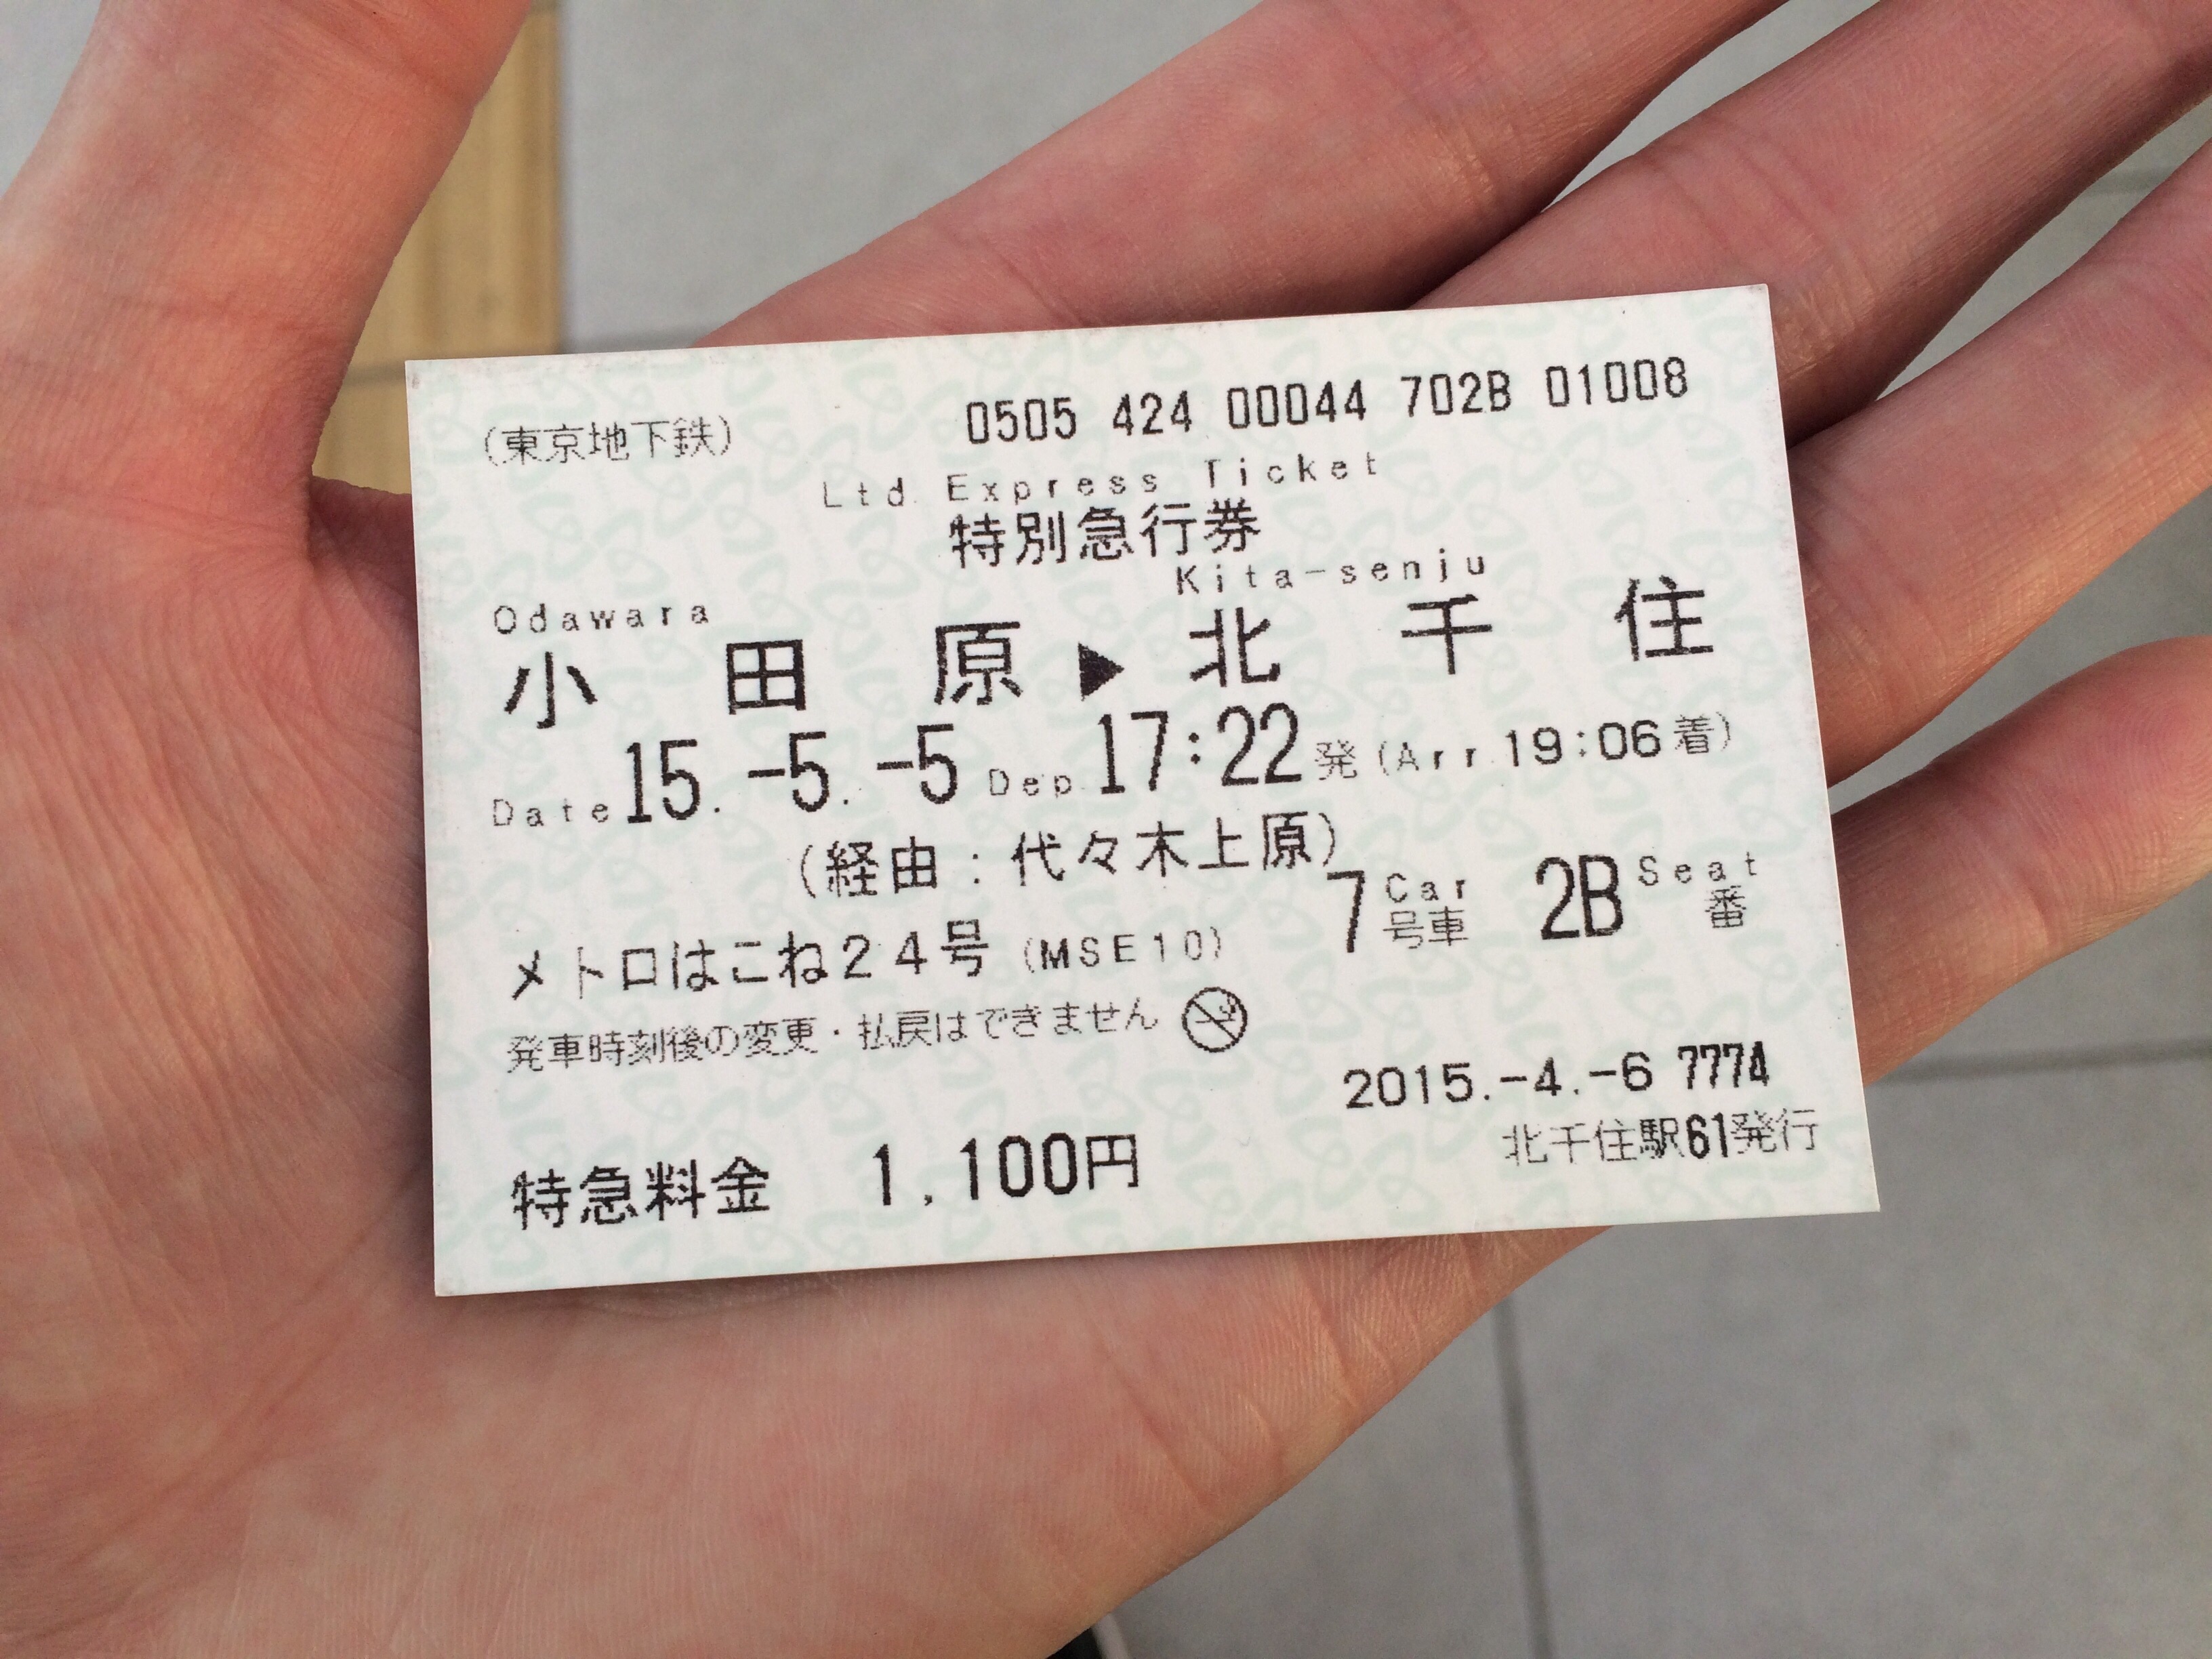 0505 424 00044 702B 01008
(東京地下鉄)
Ltd. Express Ticket
特別急行券
Odawara Kita-senju
小田原▶北千住
Date 15.-5.-5 Dep. 17:22発 (Arr. 19:06着)
(経由:代々木上原)
7 Car 号車 2B Seat 番
メトロはこね24号 (MSE10)
発車時刻後の変更・払戻はできません
2015.-4.-6 7774
北千住駅61発行
特急料金 1,100円